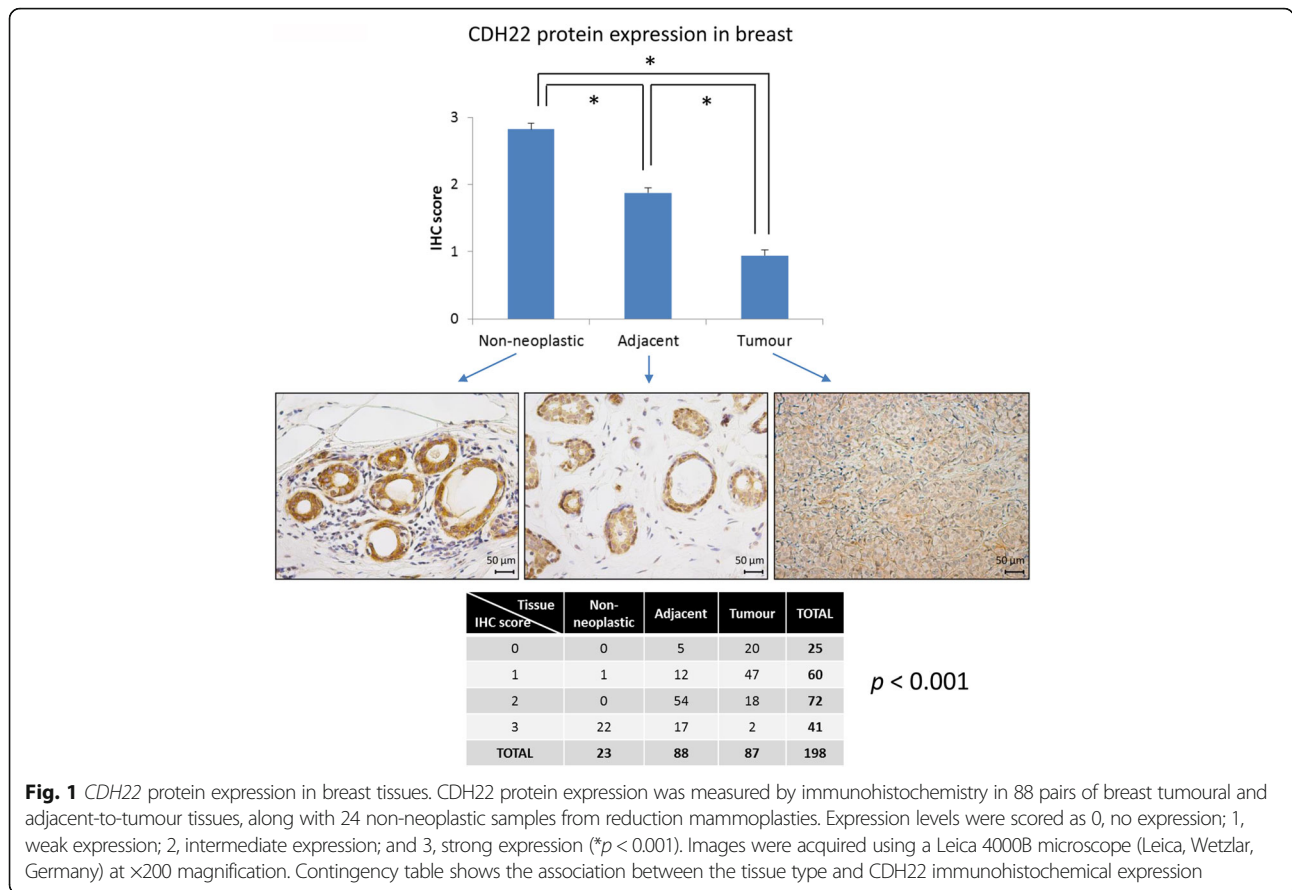 CDH22 protein expression in breast
*
* *
3
2
1
0
IHC score
Non-neoplastic Adjacent Tumour
50 µm 50 µm 50 µm
Tissue IHC score Non-neoplastic Adjacent Tumour TOTAL
0 0 5 20 25
1 1 12 47 60
2 0 54 18 72
3 22 17 2 41
TOTAL 23 88 87 198
p < 0.001
Fig. 1 CDH22 protein expression in breast tissues. CDH22 protein expression was measured by immunohistochemistry in 88 pairs of breast tumoural and
adjacent-to-tumour tissues, along with 24 non-neoplastic samples from reduction mammoplasties. Expression levels were scored as 0, no expression; 1,
weak expression; 2, intermediate expression; and 3, strong expression (*p < 0.001). Images were acquired using a Leica 4000B microscope (Leica, Wetzlar,
Germany) at ×200 magnification. Contingency table shows the association between the tissue type and CDH22 immunohistochemical expression